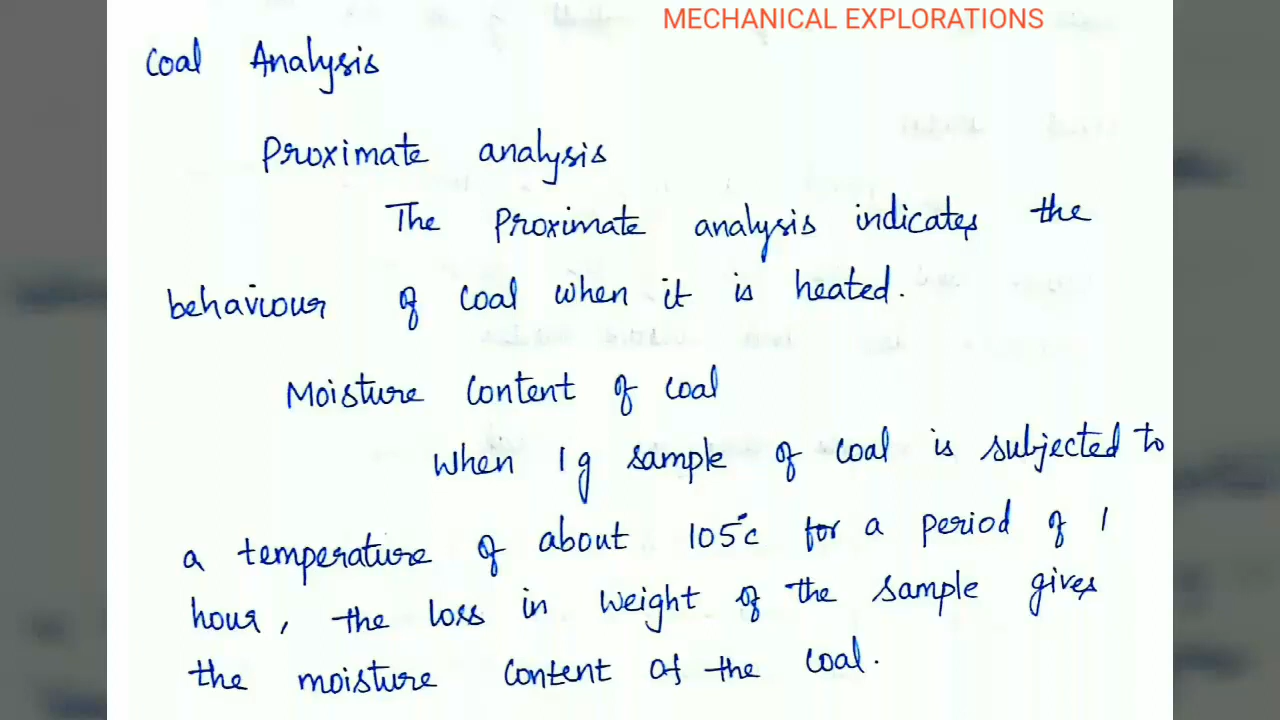 MECHANICAL EXPLORATIONS
Coal Analysis
Proximate analysis
The Proximate analysis indicates the
behaviour of coal when it is heated.
Moisture content of coal
When 1g sample of coal is subjected to
a temperature of about 105°c for a period of 1
hour, the loss in weight of the sample gives
the moisture content of the coal.